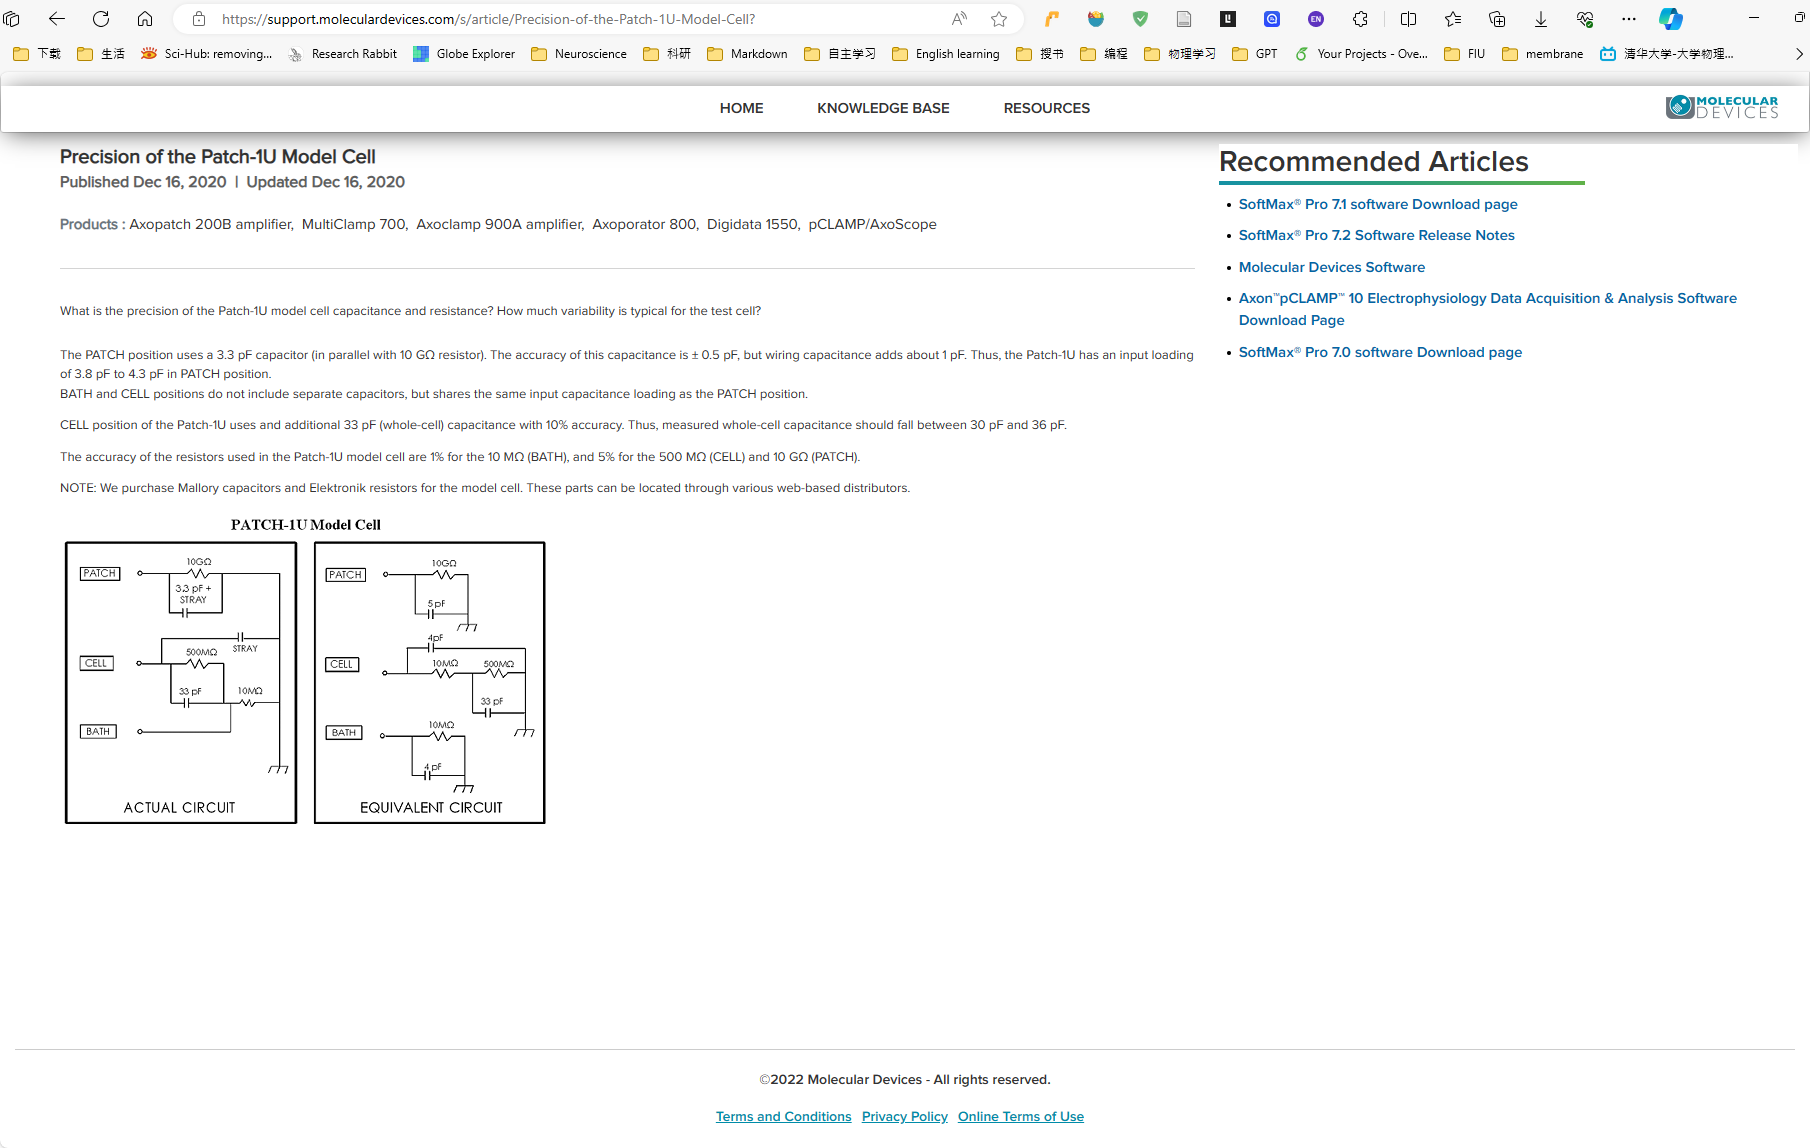 https://support.moleculardevices.com/s/article/Precision-of-the-Patch-1U-Model-Cell?
下载
生活
Sci-Hub: removing...
Research Rabbit
Globe Explorer
Neuroscience
科研
Markdown
自主学习
English learning
搜书
编程
物理学习
GPT
Your Projects - Ove...
FIU
membrane
清华大学-大学物理...
HOME
KNOWLEDGE BASE
RESOURCES
MOLECULAR
DEVICES
Precision of the Patch-1U Model Cell
Published Dec 16, 2020 | Updated Dec 16, 2020
Products : Axopatch 200B amplifier, MultiClamp 700, Axoclamp 900A amplifier, Axoporator 800, Digidata 1550, pCLAMP/AxoScope
What is the precision of the Patch-1U model cell capacitance and resistance? How much variability is typical for the test cell?
The PATCH position uses a 3.3 pF capacitor (in parallel with 10 GΩ resistor). The accuracy of this capacitance is ± 0.5 pF, but wiring capacitance adds about 1 pF. Thus, the Patch-1U has an input loading
of 3.8 pF to 4.3 pF in PATCH position.
BATH and CELL positions do not include separate capacitors, but shares the same input capacitance loading as the PATCH position.
CELL position of the Patch-1U uses and additional 33 pF (whole-cell) capacitance with 10% accuracy. Thus, measured whole-cell capacitance should fall between 30 pF and 36 pF.
The accuracy of the resistors used in the Patch-1U model cell are 1% for the 10 MΩ (BATH), and 5% for the 500 MΩ (CELL) and 10 GΩ (PATCH).
NOTE: We purchase Mallory capacitors and Elektronik resistors for the model cell. These parts can be located through various web-based distributors.
PATCH-1U Model Cell
PATCH
10GΩ
3.3 pF +
STRAY
STRAY
CELL
500MΩ
33 pF
10MΩ
BATH
ACTUAL CIRCUIT
PATCH
10GΩ
5 pF
4pF
CELL
10MΩ
500MΩ
33 pF
BATH
10MΩ
4 pF
EQUIVALENT CIRCUIT
Recommended Articles
SoftMax® Pro 7.1 software Download page
SoftMax® Pro 7.2 Software Release Notes
Molecular Devices Software
Axon™pCLAMP™ 10 Electrophysiology Data Acquisition & Analysis Software
Download Page
SoftMax® Pro 7.0 software Download page
©2022 Molecular Devices - All rights reserved.
Terms and Conditions
Privacy Policy
Online Terms of Use